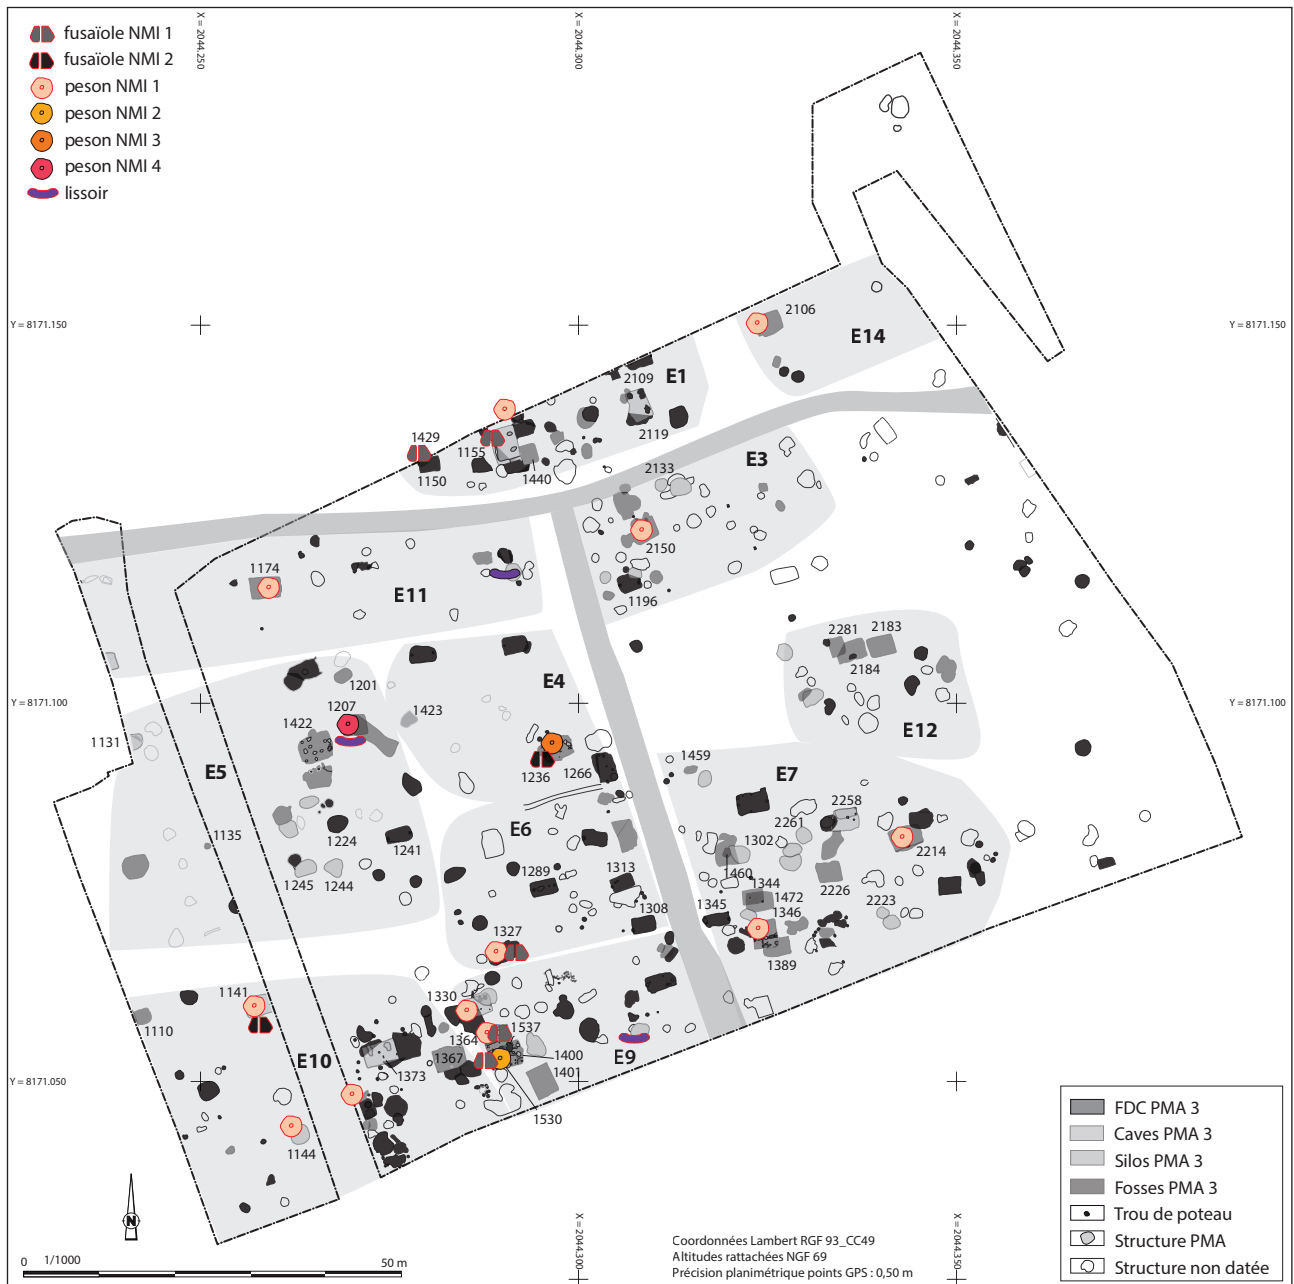 fusaïole NMI 1
fusaïole NMI 2
peson NMI 1
peson NMI 2
peson NMI 3
peson NMI 4
lissoir
X = 2044.250
X = 2044.300
X = 2044.350
Y = 8171.150
Y = 8171.150
2106
E14
2109
E1
2119
1429
1155
1150
1440
2133
E3
2150
1196
1174
E11
E4
1201
1207
1422
1423
1131
E5
1236
1266
Y = 8171.100
Y = 8171.100
2281
2183
2184
E12
1459
E7
2258
2261
1302
2214
1460
2226
1344
1472
1345
1346
2223
1389
1135
1224
1241
1245
1244
E6
1289
1313
1308
1327
1141
1110
1330
1364
1537
1367
1373
E10
E9
1400
1401
1530
1144
Y = 8171.050
Y = 8171.050
FDC PMA 3
Caves PMA 3
Silos PMA 3
Fosses PMA 3
Trou de poteau
Structure PMA
Structure non datée
N
0
1/1000
50 m
X = 2044.300
X = 2044.350
Coordonnées Lambert RGF 93_CC49
Altitudes rattachées NGF 69
Précision planimétrique points GPS : 0,50 m